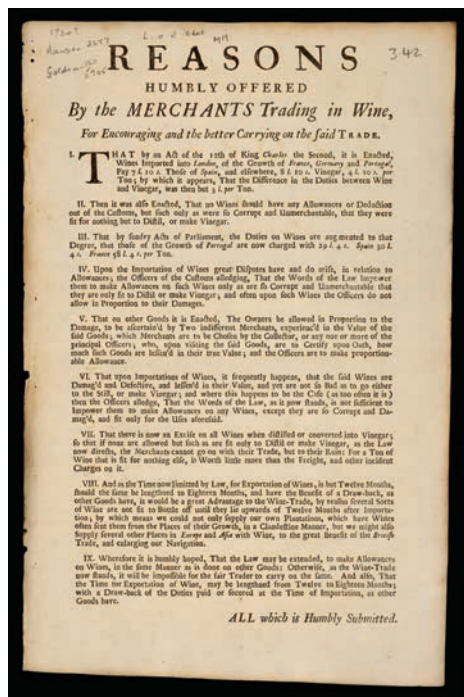 1720?
3.42
REASONS
HUMBLY OFFERED
By the MERCHANTS Trading in Wine,
For Encouraging and the better Carrying on the said TRADE.
I. THAT by an Act of the 12th of King Charles the Second, it is Enacted,
Wines Imported into London, of the Growth of France, Germany and Portugal,
Pay 7 l. 10 s. Those of Spain, and elsewhere, 8 l. 10 s. Vinegar, 4 l. 10 s. per
Ton; by which it appears, That the Difference in the Duties between Wine
and Vinegar, was then but 3 l. per Ton.
II. Then it was also Enacted, That no Wines should have any Allowances or Deduction
out of the Customs, but such only as were so Corrupt and Unmerchantable, that they were
fit for nothing but to Distil, or make Vinegar.
III. That by sundry Acts of Parliament, the Duties on Wines are augmented to that
Degree, that those of the Growth of Portugal are now charged with 29 l. 4 s. Spain 30 l.
4 s. France 58 l. 4 s. per Ton.
IV. Upon the Importation of Wines great Disputes have and do arise, in relation to
Allowances; the Officers of the Customs alledging, That the Words of the Law Impower
them to make Allowances on such Wines only as are so Corrupt and Unmerchantable that
they are only fit to Distil or make Vinegar; and often upon such Wines the Officers do not
allow in Proportion to their Damages.
V. That on other Goods it is Enacted, The Owners be allowed in Proportion to the
Damage, to be ascertain'd by Two indifferent Merchants, experienc'd in the Value of the
said Goods; which Merchants are to be Chosen by the Collector, or any one or more of the
principal Officers; who, upon viewing the said Goods, are to Certify upon Oath, how
much such Goods are lessen'd in their true Value; and the Officers are to make proportion-
able Allowance.
VI. That upon Importations of Wines, it frequently happens, that the said Wines are
Damag'd and Defective, and lessen'd in their Value, and yet are not so Bad as to go either
to the Still, or make Vinegar; and where this happens to be the Case (as too often it is)
then the Officers alledge, That the Words of the Law, as it now stands, is not sufficient to
Impower them to make Allowances on any Wines, except they are so Corrupt and Da-
mag'd, and fit only for the Uses aforesaid.
VII. That there is now an Excise on all Wines when distilled or converted into Vinegar;
so that if none are allowed but such as are fit only to Distil or make Vinegar, as the Law
now directs, the Merchants cannot go on with their Trade, but to their Ruin: For a Ton of
Wine that is fit for nothing else, is Worth little more than the Freight, and other incident
Charges on it.
VIII. And as the Time now limited by Law, for Exportation of Wines, is but Twelve Months,
should the same be lengthned to Eighteen Months, and have the Benefit of a Draw-back, as
other Goods have, it would be a great Advantage to the Wine-Trade, by reason several Sorts
of Wine are not fit to Bottle off until they lie upwards of Twelve Months after Importa-
tion; by which means we could not only supply our own Plantations, which have Wines
often sent them from the Places of their Growth, in a Clandestine Manner, but we might also
Supply several other Places in Europe and Asia with Wine, to the great Benefit of the British
Trade, and enlarging our Navigation.
IX. Wherefore it is humbly hoped, That the Law may be extended, to make Allowances
on Wines, in the same Manner as is done on other Goods: Otherwise, as the Wine-Trade
now stands, it will be impossible for the fair Trader to carry on the same. And also, That
the Time for Exportation of Wine, may be lengthned from Twelve to Eighteen Months;
with a Draw-back of the Duties paid or secured at the Time of Importation, as other
Goods have.
ALL which is Humbly Submitted.